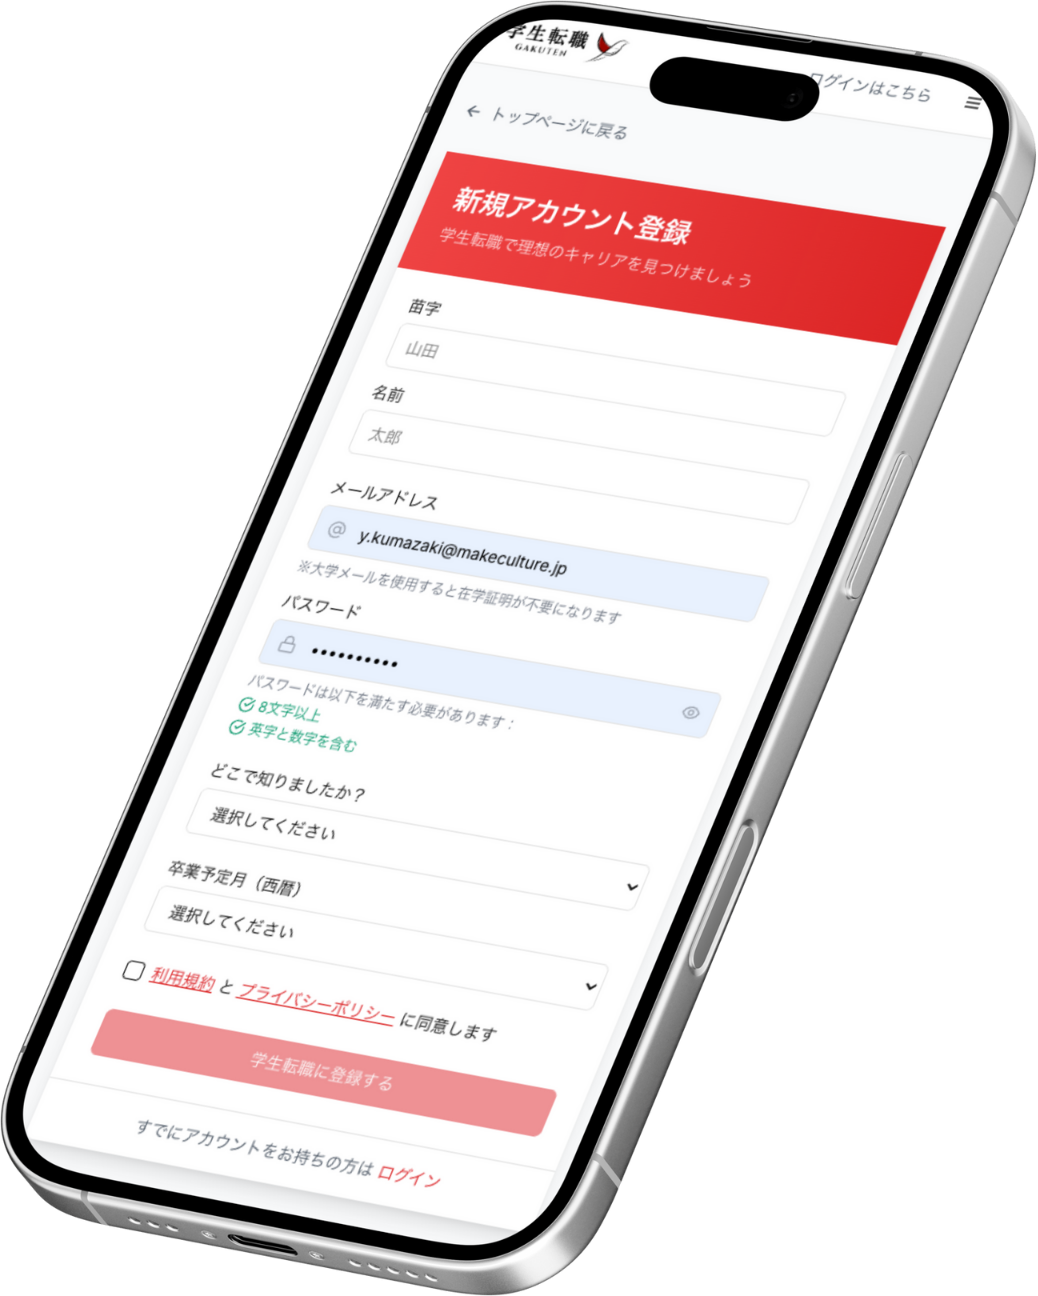 学生転職
GAKUTEN
ログインはこちら
← トップページに戻る
新規アカウント登録
学生転職で理想のキャリアを見つけましょう
苗字
山田
名前
太郎
メールアドレス
@ y.kumazaki@makeculture.jp
※大学メールを使用すると在学証明が不要になります
パスワード
••••••••••
パスワードは以下を満たす必要があります：
8文字以上
英字と数字を含む
どこで知りましたか？
選択してください
卒業予定月（西暦）
選択してください
利用規約 と プライバシーポリシー に同意します
学生転職に登録する
すでにアカウントをお持ちの方は ログイン